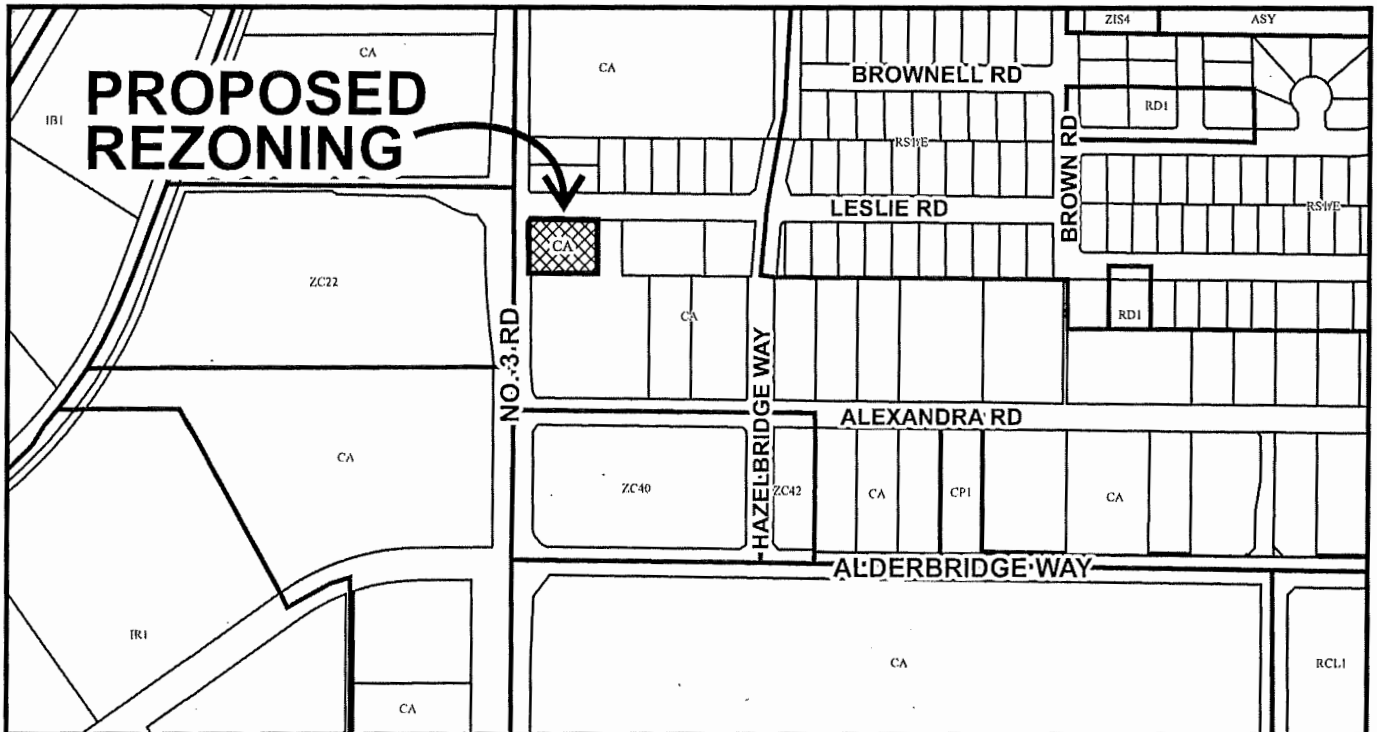 ZIS4
ASY
CA
CA
PROPOSED
REZONING
BROWNELL RD
IB1
RD1
BROWN RD
RS1/E
LESLIE RD
RS1/E
CA
ZC22
CA
RD1
NO. 3 RD
HAZELBRIDGE WAY
ALEXANDRA RD
CA
ZC40
ZC42
CA
CP1
CA
ALDERBRIDGE WAY
IR1
CA
RCL1
CA